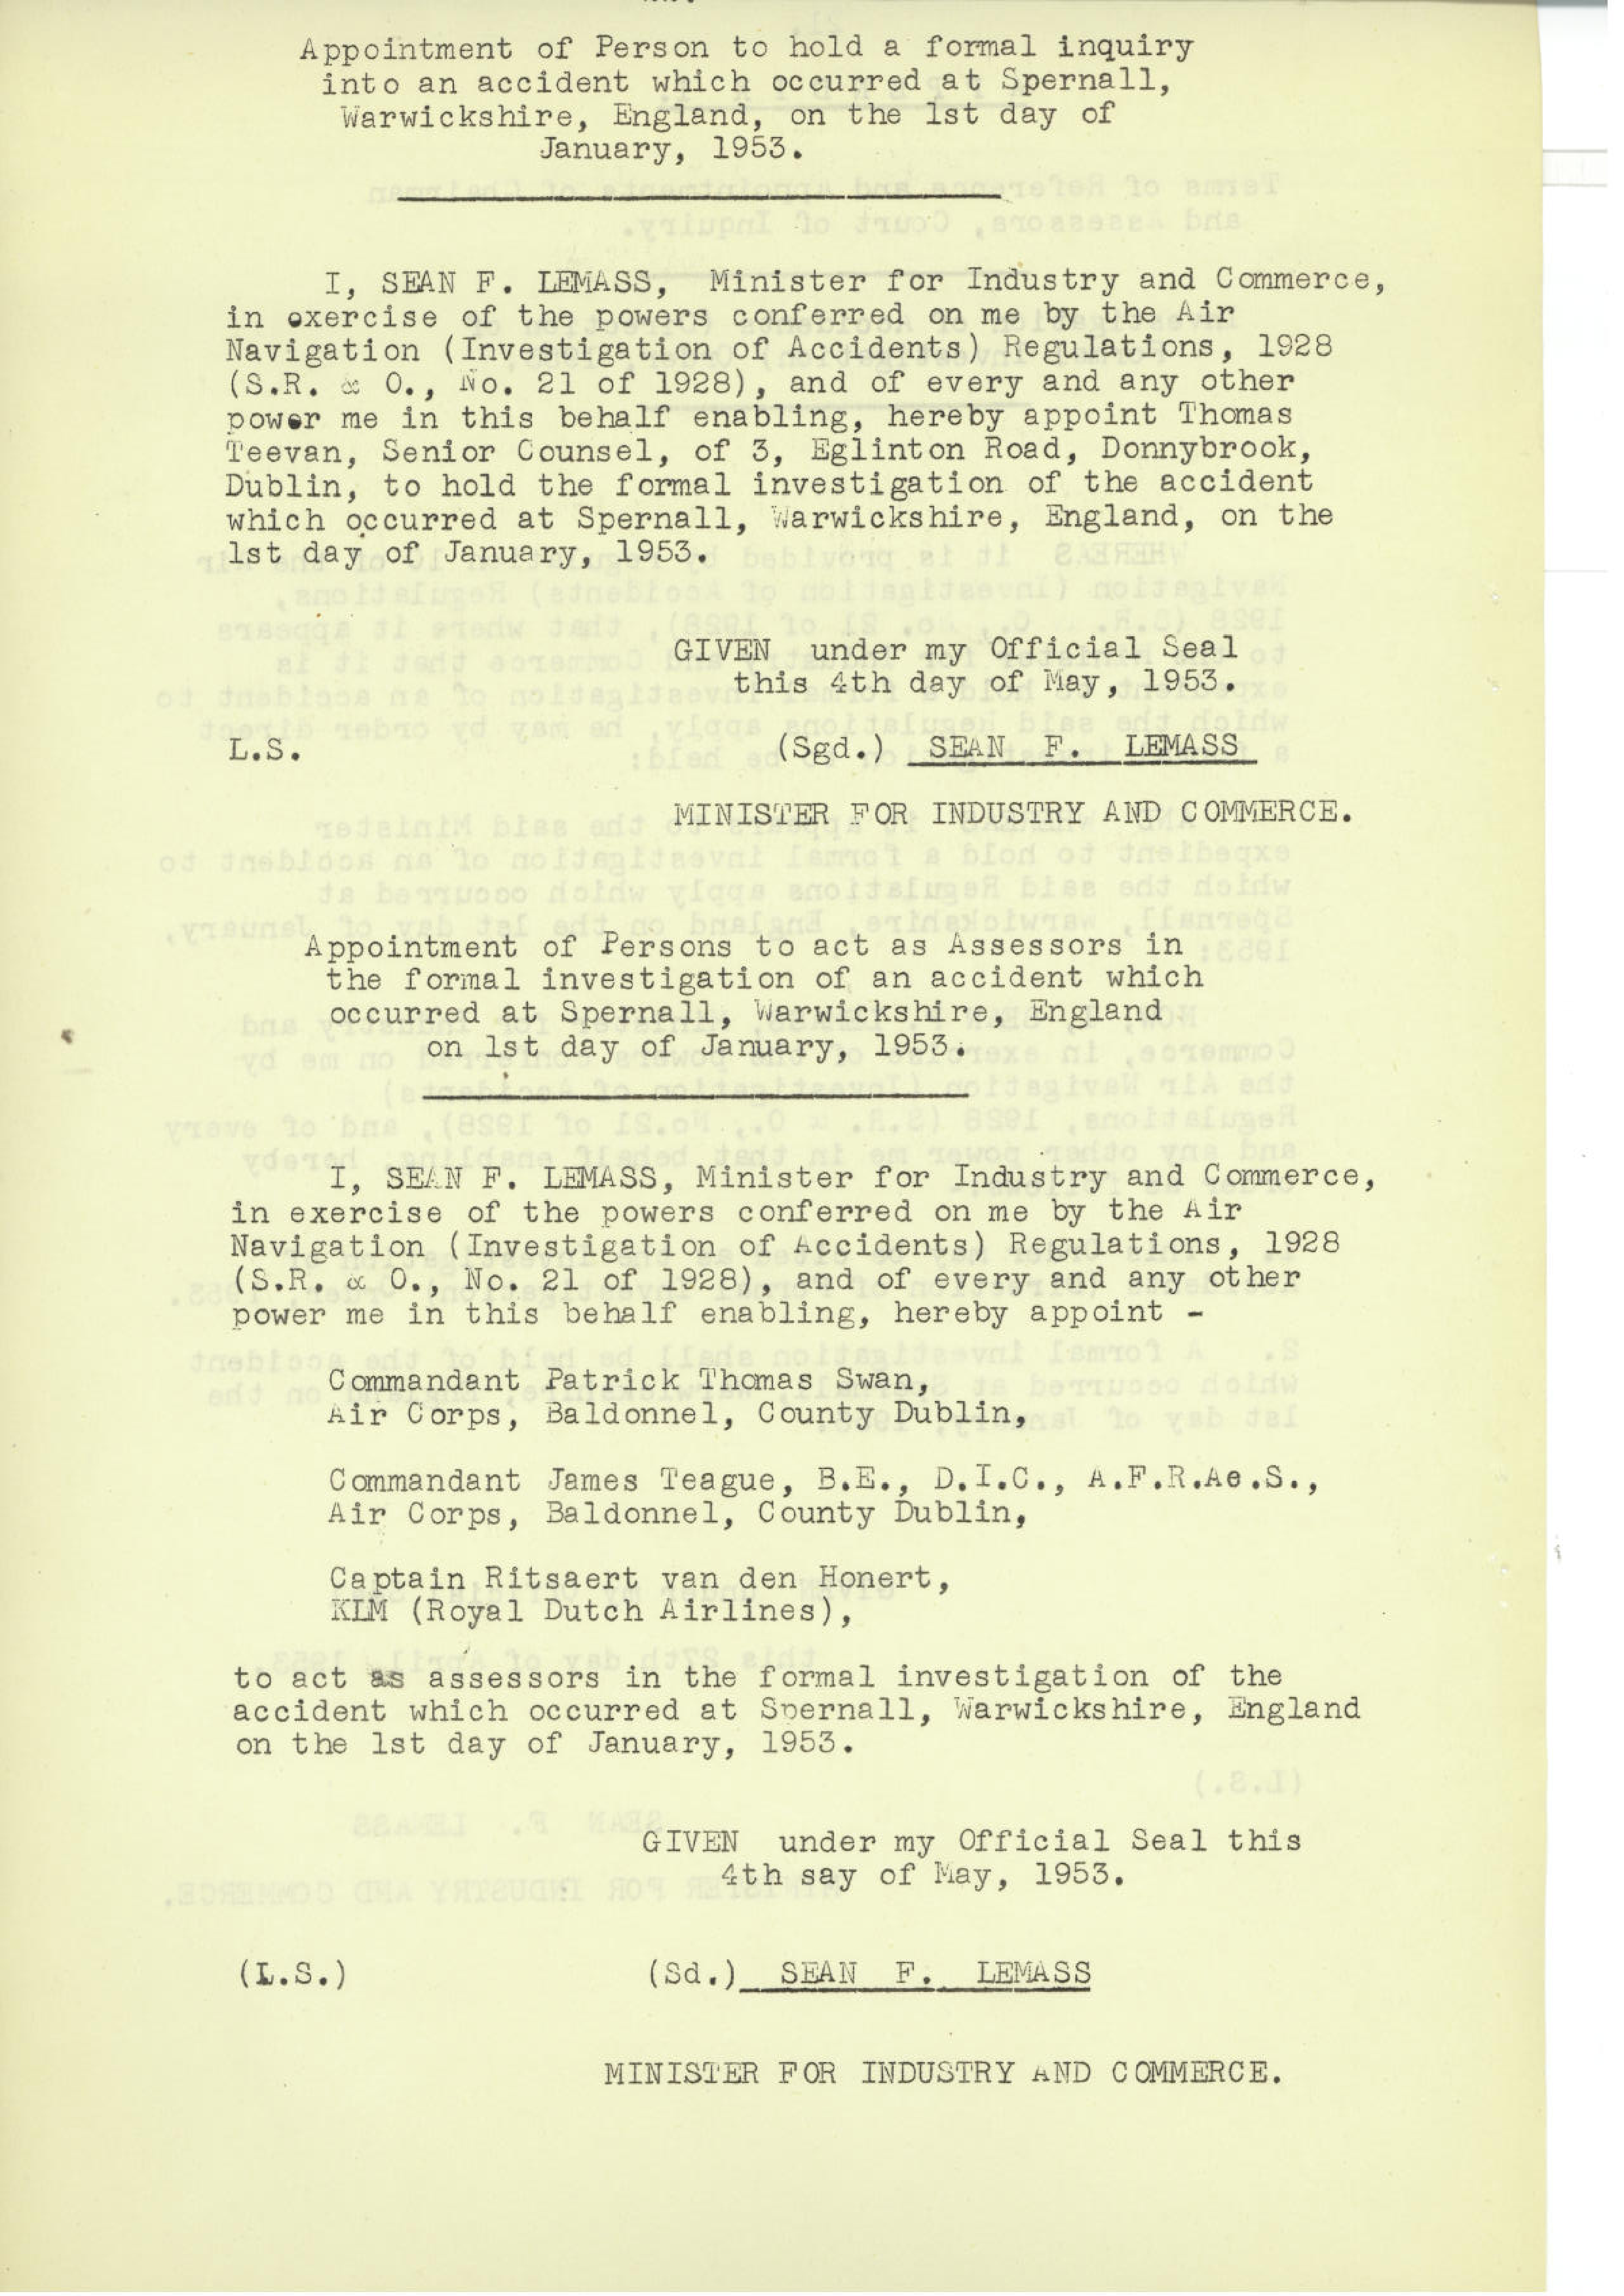 Appointment of Person to hold a formal inquiry
into an accident which occurred at Spernall,
Warwickshire, England, on the 1st day of
January, 1953.
I, SEAN F. LEMASS, Minister for Industry and Commerce,
in exercise of the powers conferred on me by the Air
Navigation (Investigation of Accidents) Regulations, 1928
(S.R. & O., No. 21 of 1928), and of every and any other
power me in this behalf enabling, hereby appoint Thomas
Teevan, Senior Counsel, of 3, Eglinton Road, Donnybrook,
Dublin, to hold the formal investigation of the accident
which occurred at Spernall, Warwickshire, England, on the
1st day of January, 1953.
GIVEN under my Official Seal
this 4th day of May, 1953.
L.S. (Sgd.) SEAN F. LEMASS
MINISTER FOR INDUSTRY AND COMMERCE.
Appointment of Persons to act as Assessors in
the formal investigation of an accident which
occurred at Spernall, Warwickshire, England
on 1st day of January, 1953.
I, SEAN F. LEMASS, Minister for Industry and Commerce,
in exercise of the powers conferred on me by the Air
Navigation (Investigation of Accidents) Regulations, 1928
(S.R. & O., No. 21 of 1928), and of every and any other
power me in this behalf enabling, hereby appoint -
Commandant Patrick Thomas Swan,
Air Corps, Baldonnel, County Dublin,
Commandant James Teague, B.E., D.I.C., A.F.R.Ae.S.,
Air Corps, Baldonnel, County Dublin,
Captain Ritsaert van den Honert,
KLM (Royal Dutch Airlines),
to act as assessors in the formal investigation of the
accident which occurred at Spernall, Warwickshire, England
on the 1st day of January, 1953.
GIVEN under my Official Seal this
4th say of May, 1953.
(L.S.) (Sd.) SEAN F. LEMASS
MINISTER FOR INDUSTRY AND COMMERCE.